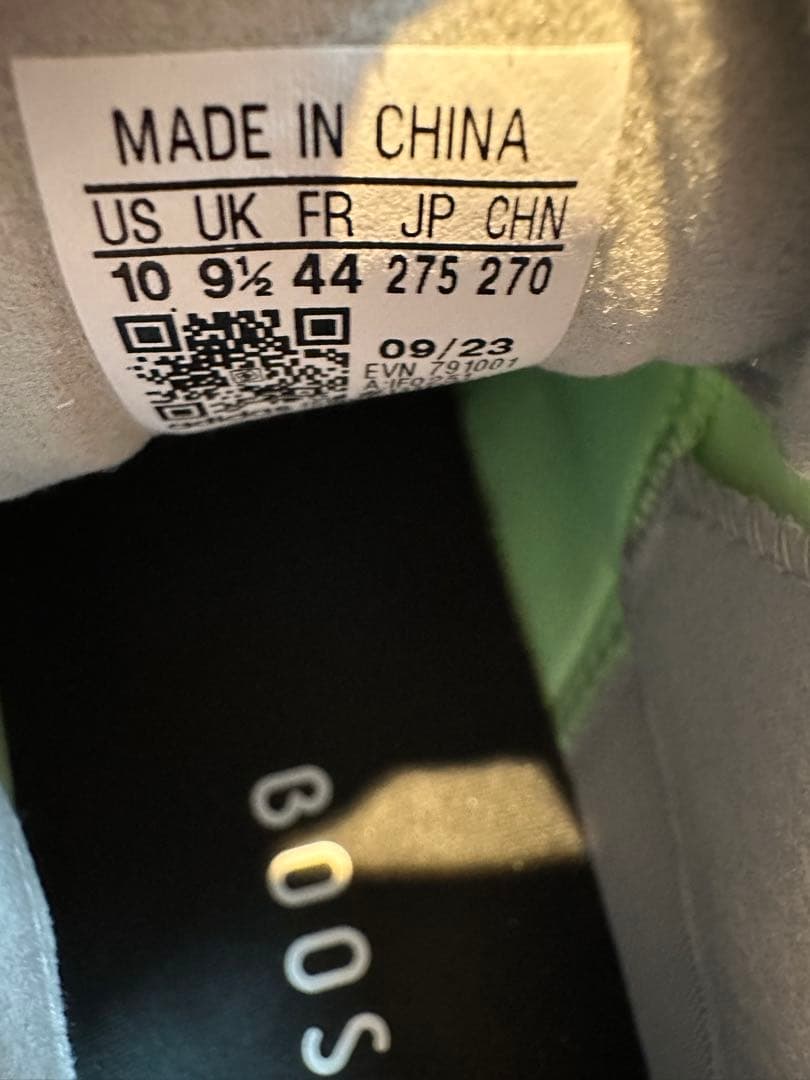 MADE IN CHINA
US UK FR JP CHN
10 9½ 44 275 270
09/23
EVN 791001
BOOS